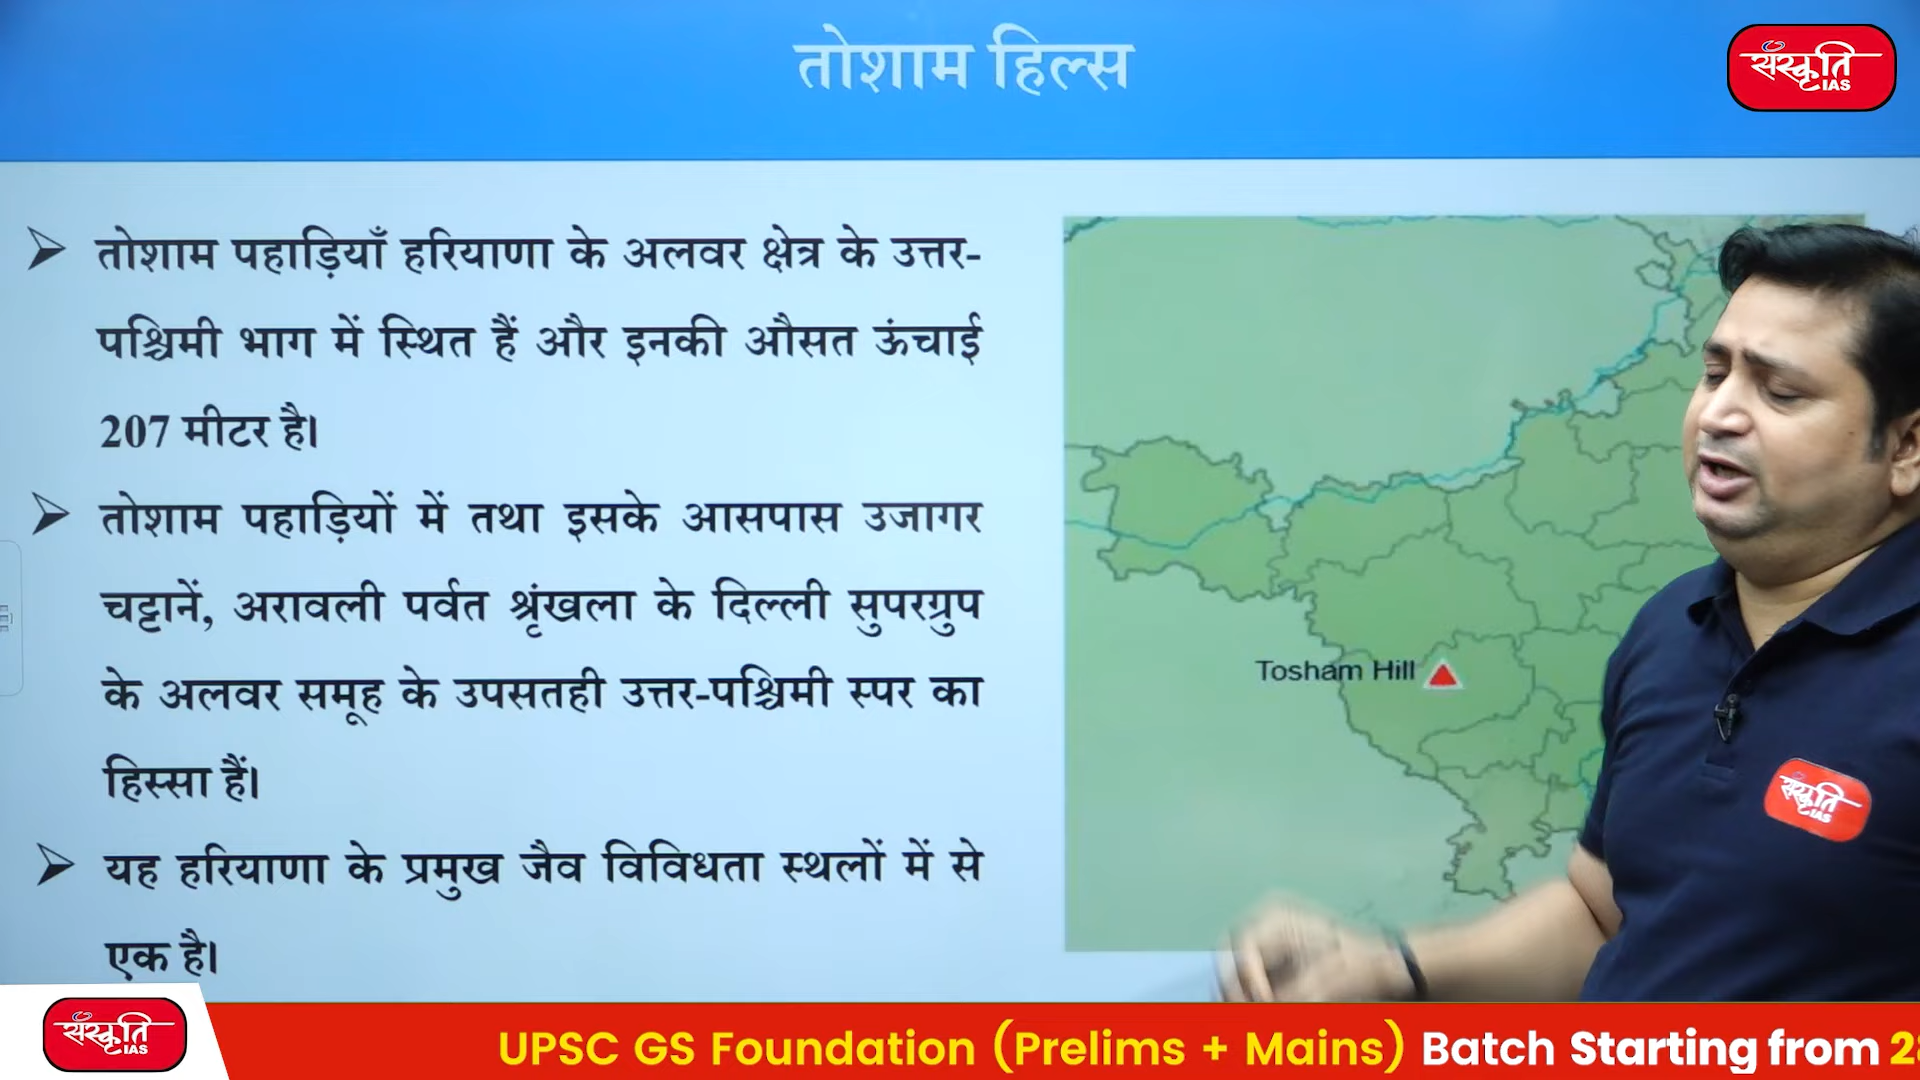 तोशाम हिल्स
संस्कृति
IAS
तोशाम पहाड़ियाँ हरियाणा के अलवर क्षेत्र के उत्तर-
पश्चिमी भाग में स्थित हैं और इनकी औसत ऊंचाई
207 मीटर है।
तोशाम पहाड़ियों में तथा इसके आसपास उजागर
चट्टानें, अरावली पर्वत श्रृंखला के दिल्ली सुपरग्रुप
के अलवर समूह के उपसतही उत्तर-पश्चिमी स्पर का
हिस्सा हैं।
यह हरियाणा के प्रमुख जैव विविधता स्थलों में से
एक है।
Tosham Hill
संस्कृति
IAS
संस्कृति
IAS
UPSC GS Foundation (Prelims + Mains) Batch Starting from